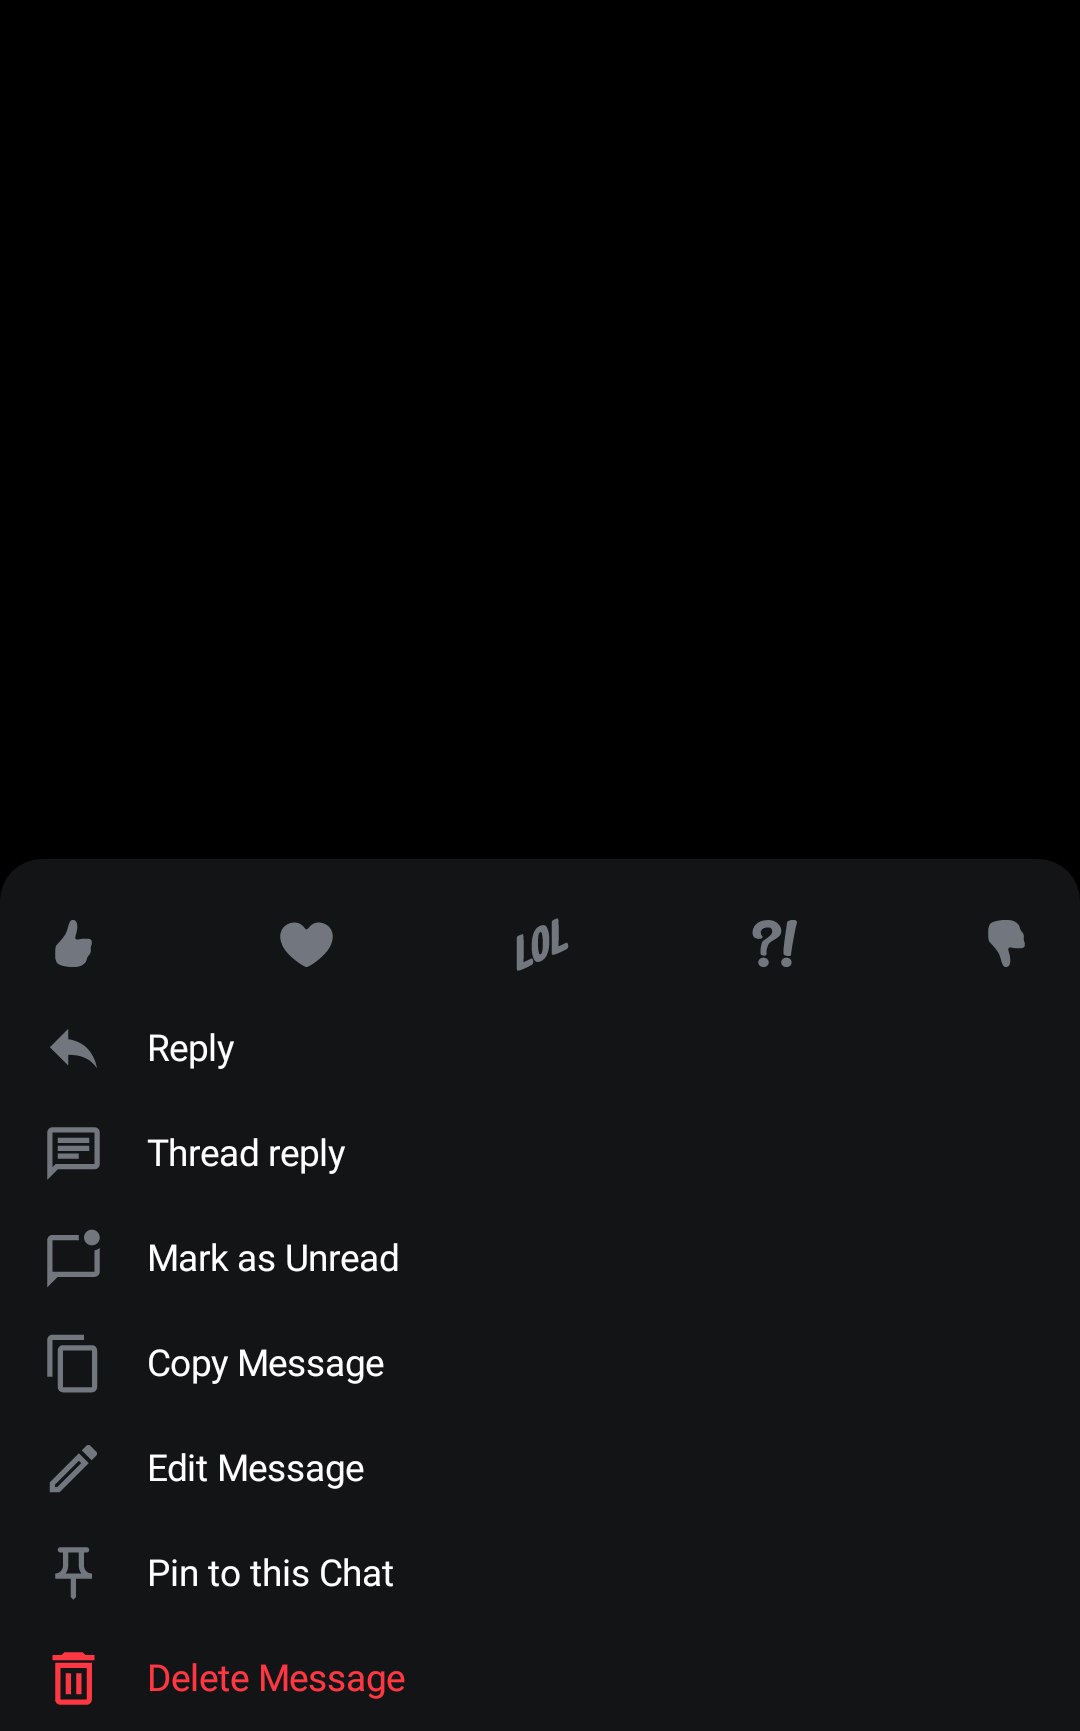 LOL ?!
Reply
Thread reply
Mark as Unread
Copy Message
Edit Message
Pin to this Chat
Delete Message